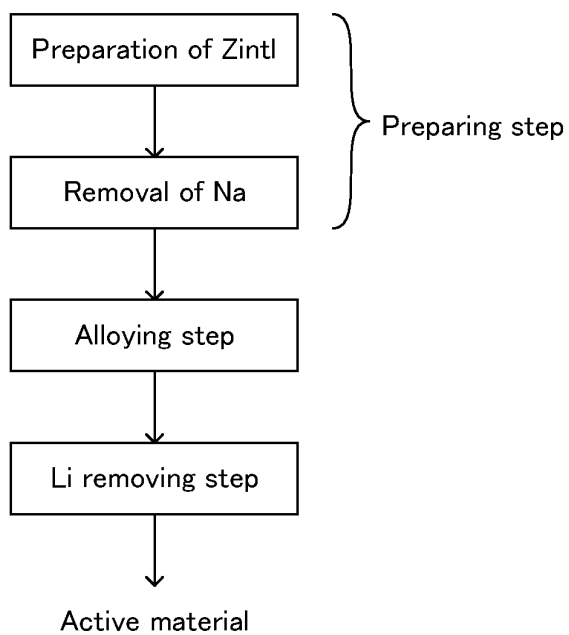 Preparation of Zintl
Preparing step
Removal of Na
Alloying step
Li removing step
Active material